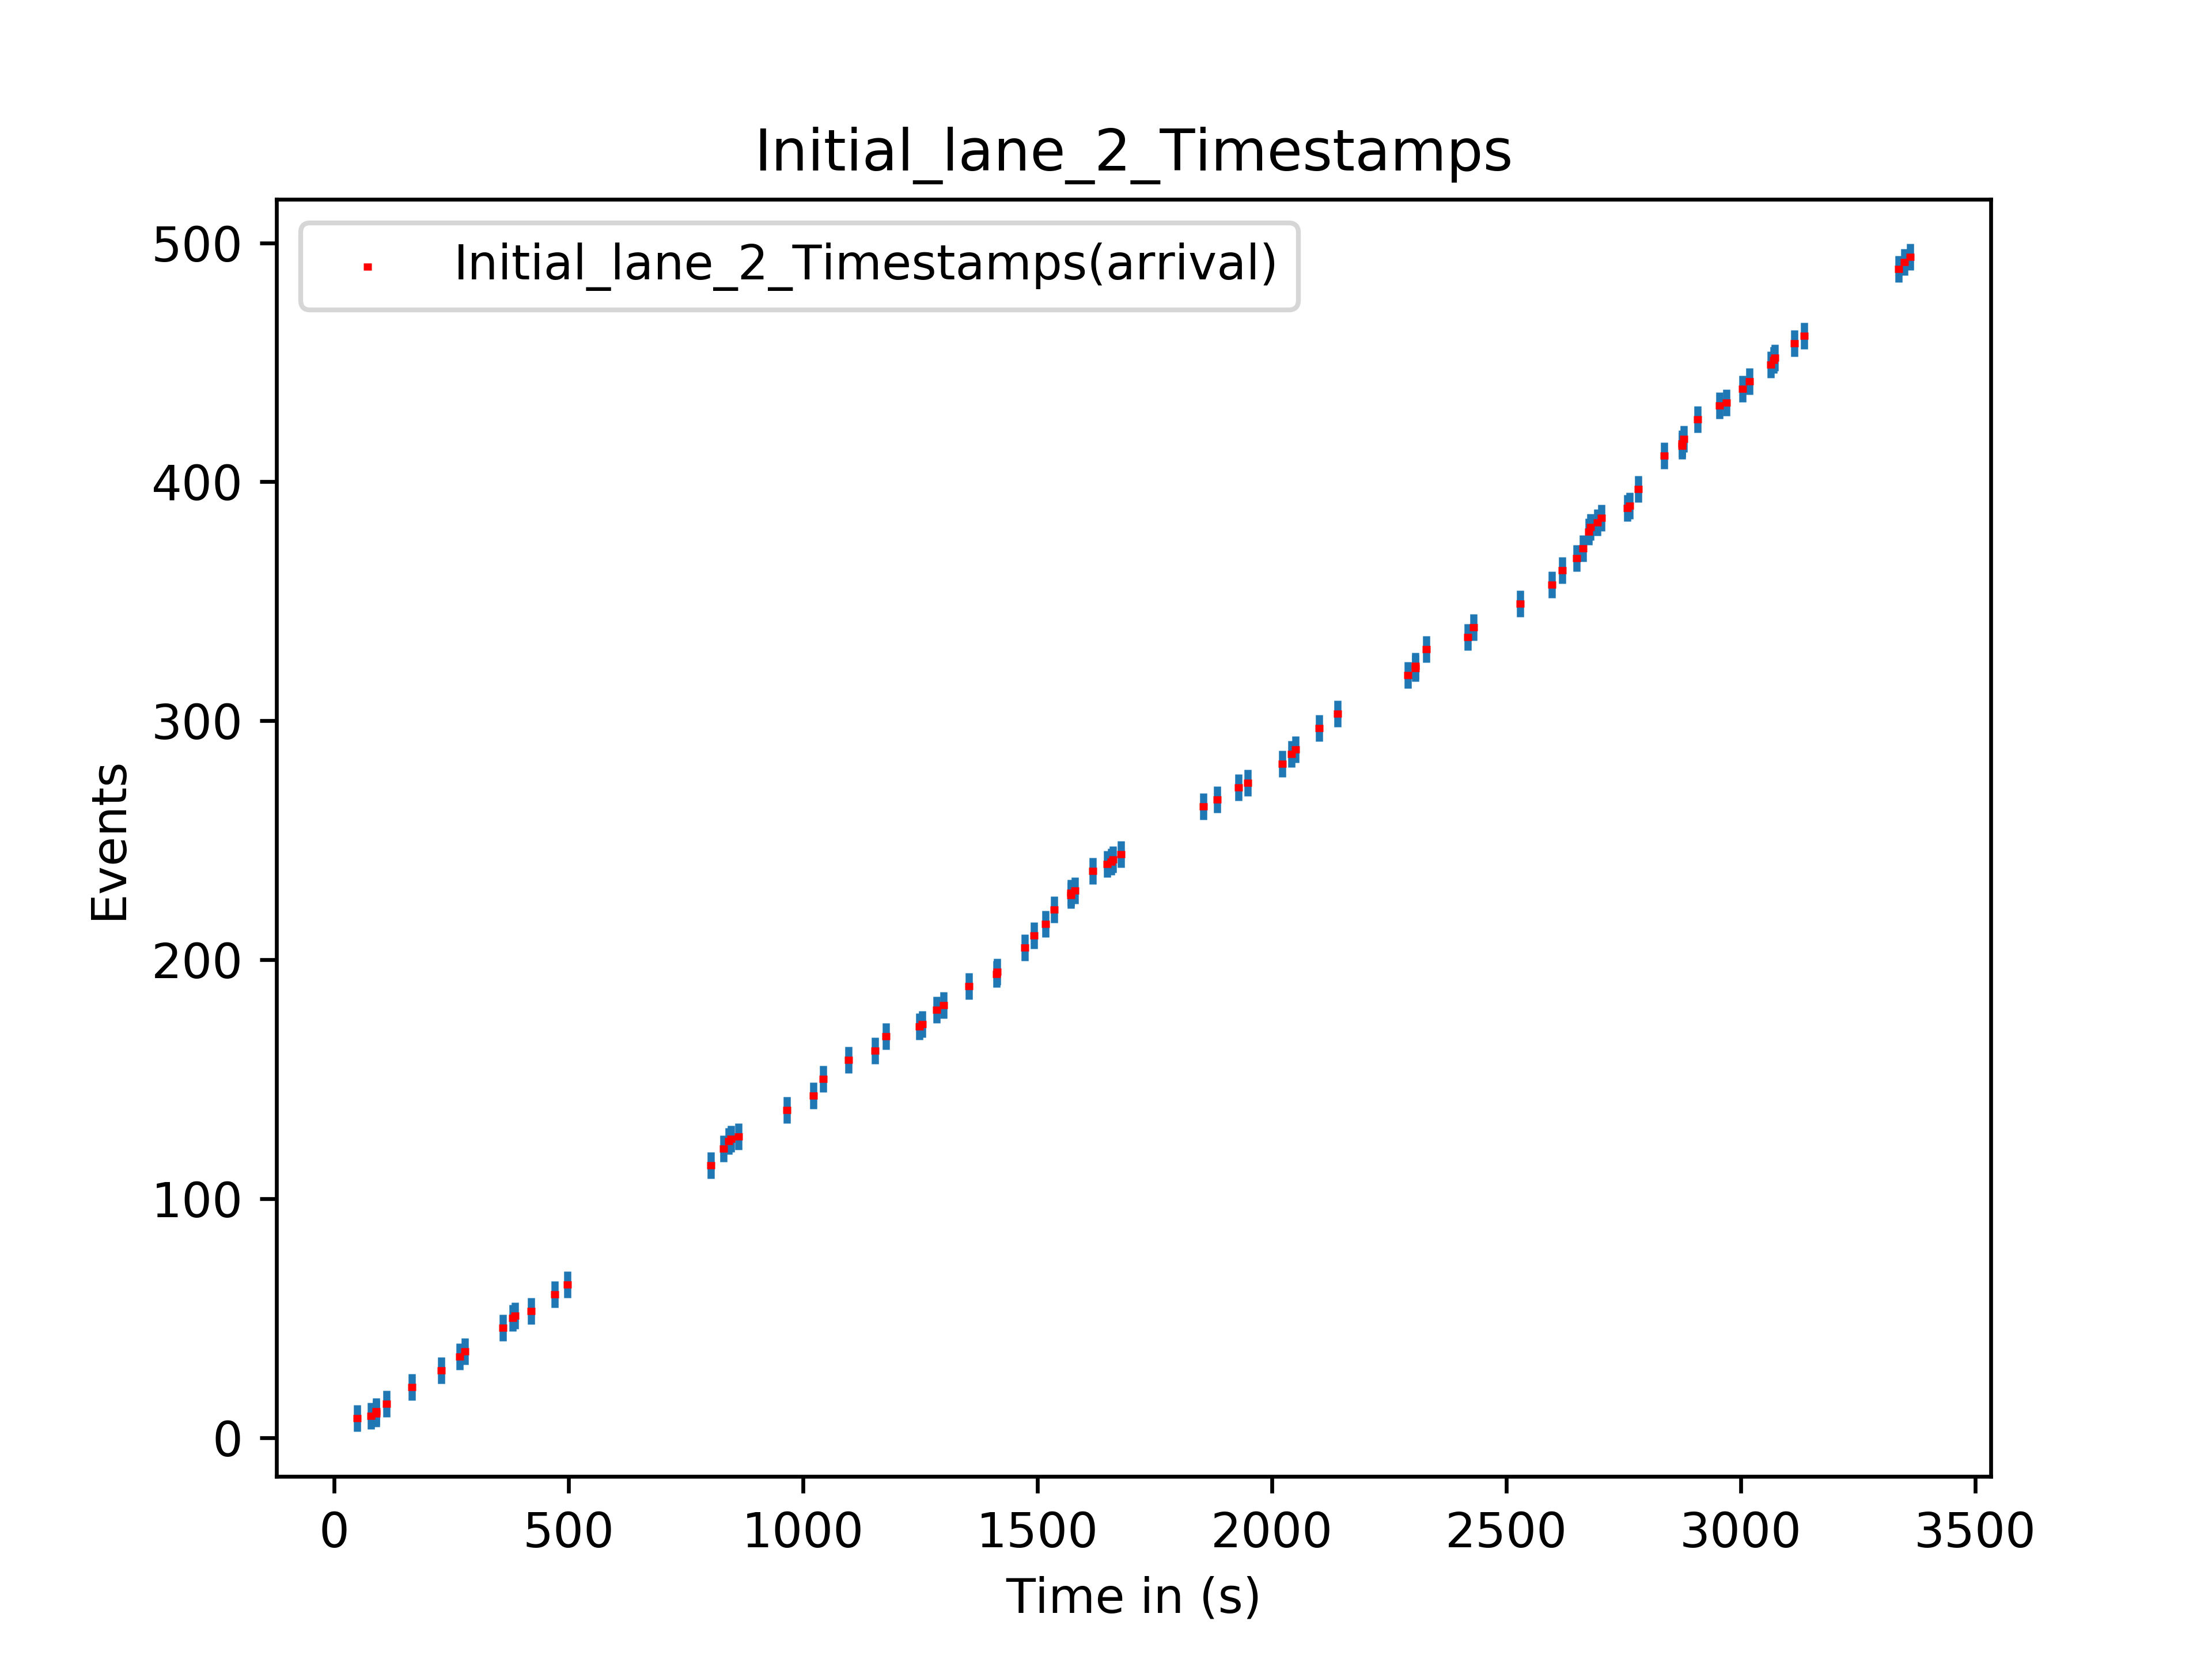 Initial_lane_2_Timestamps
Initial_lane_2_Timestamps(arrival)
500
400
300
200
100
0
Events
0 500 1000 1500 2000 2500 3000 3500
Time in (s)